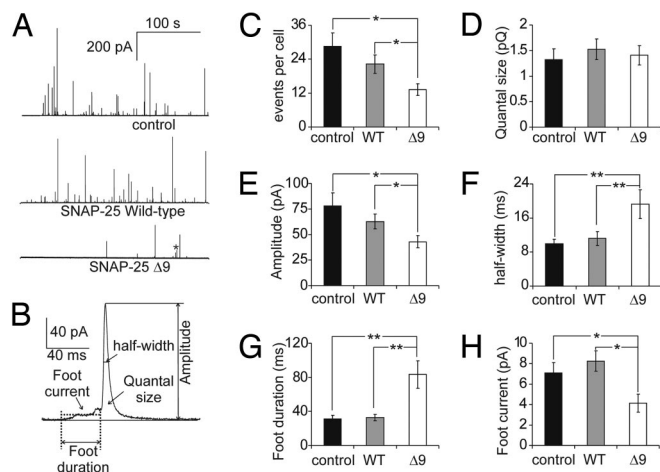 A
100 s
200 pA
control
SNAP-25 Wild-type
*
SNAP-25 Δ9
B
40 pA
40 ms
half-width
Amplitude
Foot
current
Quantal
size
Foot
duration
C
events per cell
36
24
12
0
*
*
control WT Δ9
D
Quantal size (pQ)
2
1.5
1
0.5
0
control WT Δ9
E
Amplitude (pA)
100
75
50
25
0
*
*
control WT Δ9
F
half-width (ms)
24
16
8
0
**
**
control WT Δ9
G
Foot duration (ms)
120
80
40
0
**
**
control WT Δ9
H
Foot current (pA)
10
8
6
4
2
0
*
*
control WT Δ9